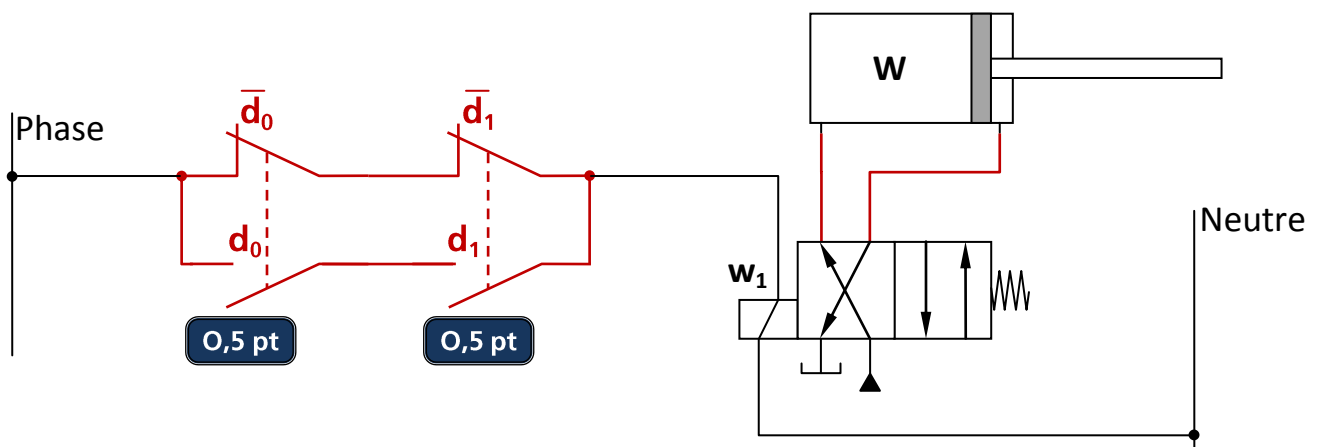 W
d̅₀
d̅₁
Phase
Neutre
d₀
d₁
w₁
O,5 pt
O,5 pt